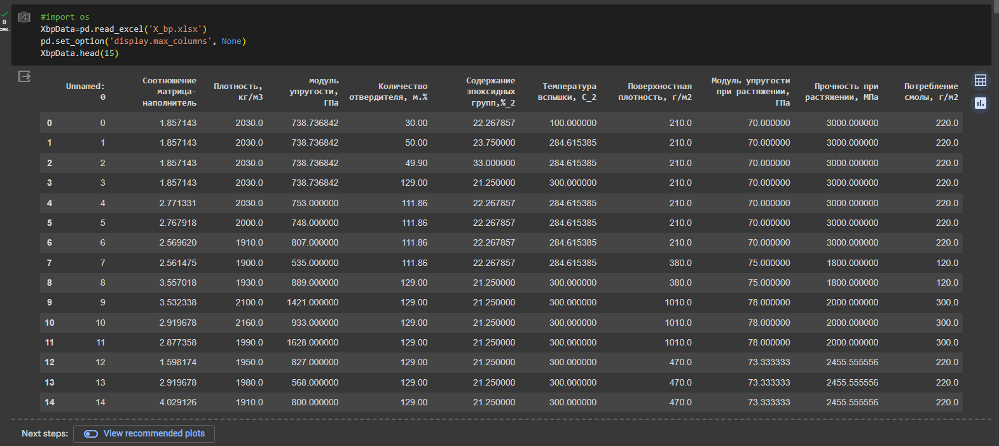 [4]
0
сек.
#import os
XbpData=pd.read_excel('X_bp.xlsx')
pd.set_option('display.max_columns', None)
XbpData.head(15)
Unnamed: 0 Соотношение матрица-наполнитель Плотность, кг/м3 модуль упругости, ГПа Количество отвердителя, м.% Содержание эпоксидных групп,%_2 Температура вспышки, С_2 Поверхностная плотность, г/м2 Модуль упругости при растяжении, ГПа Прочность при растяжении, МПа Потребление смолы, г/м2
0 0 1.857143 2030.0 738.736842 30.00 22.267857 100.000000 210.0 70.000000 3000.000000 220.0
1 1 1.857143 2030.0 738.736842 50.00 23.750000 284.615385 210.0 70.000000 3000.000000 220.0
2 2 1.857143 2030.0 738.736842 49.90 33.000000 284.615385 210.0 70.000000 3000.000000 220.0
3 3 1.857143 2030.0 738.736842 129.00 21.250000 300.000000 210.0 70.000000 3000.000000 220.0
4 4 2.771331 2030.0 753.000000 111.86 22.267857 284.615385 210.0 70.000000 3000.000000 220.0
5 5 2.767918 2000.0 748.000000 111.86 22.267857 284.615385 210.0 70.000000 3000.000000 220.0
6 6 2.569620 1910.0 807.000000 111.86 22.267857 284.615385 210.0 70.000000 3000.000000 220.0
7 7 2.561475 1900.0 535.000000 111.86 22.267857 284.615385 380.0 75.000000 1800.000000 120.0
8 8 3.557018 1930.0 889.000000 129.00 21.250000 300.000000 380.0 75.000000 1800.000000 120.0
9 9 3.532338 2100.0 1421.000000 129.00 21.250000 300.000000 1010.0 78.000000 2000.000000 300.0
10 10 2.919678 2160.0 933.000000 129.00 21.250000 300.000000 1010.0 78.000000 2000.000000 300.0
11 11 2.877358 1990.0 1628.000000 129.00 21.250000 300.000000 1010.0 78.000000 2000.000000 300.0
12 12 1.598174 1950.0 827.000000 129.00 21.250000 300.000000 470.0 73.333333 2455.555556 220.0
13 13 2.919678 1980.0 568.000000 129.00 21.250000 300.000000 470.0 73.333333 2455.555556 220.0
14 14 4.029126 1910.0 800.000000 129.00 21.250000 300.000000 470.0 73.333333 2455.555556 220.0
Next steps: View recommended plots